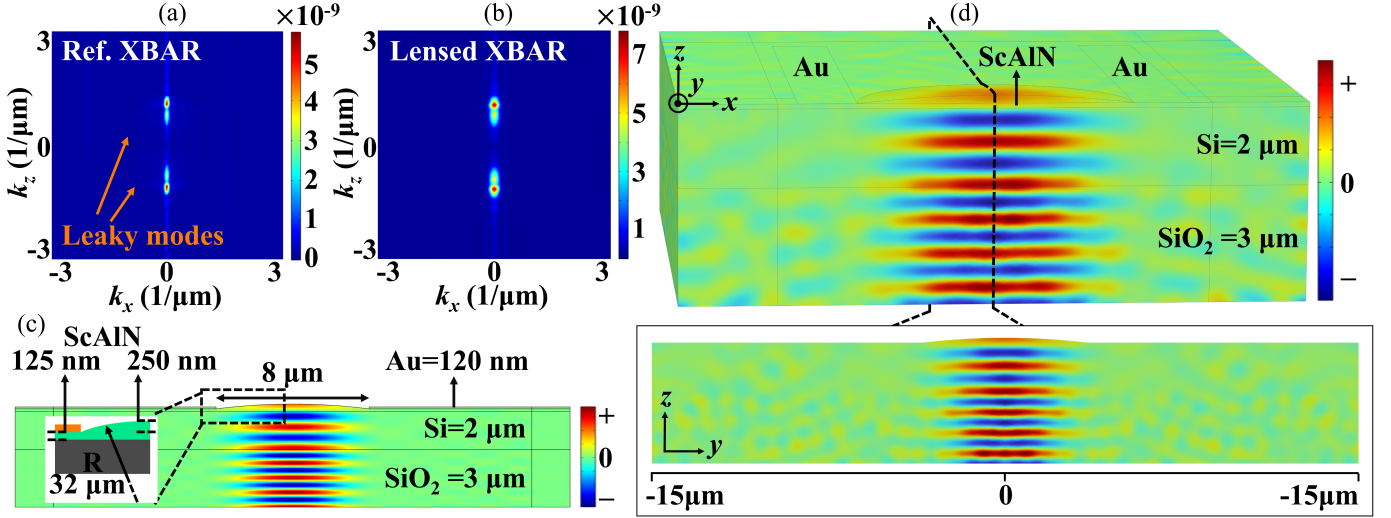 (a)
×10⁻⁹
Ref. XBAR
Leaky modes
3
0
-3
k_z (1/μm)
-3 0 3
k_x (1/μm)
5
4
3
2
1
0
(b)
×10⁻⁹
Lensed XBAR
3
0
-3
k_z (1/μm)
-3 0 3
k_x (1/μm)
7
5
3
1
(c)
ScAlN
125 nm 250 nm
8 μm
Au=120 nm
R
32 μm
Si=2 μm
SiO₂ =3 μm
+
0
−
(d)
z
y
x
Au
ScAlN
Au
Si=2 μm
SiO₂ =3 μm
+
0
−
z
y
-15μm 0 -15μm